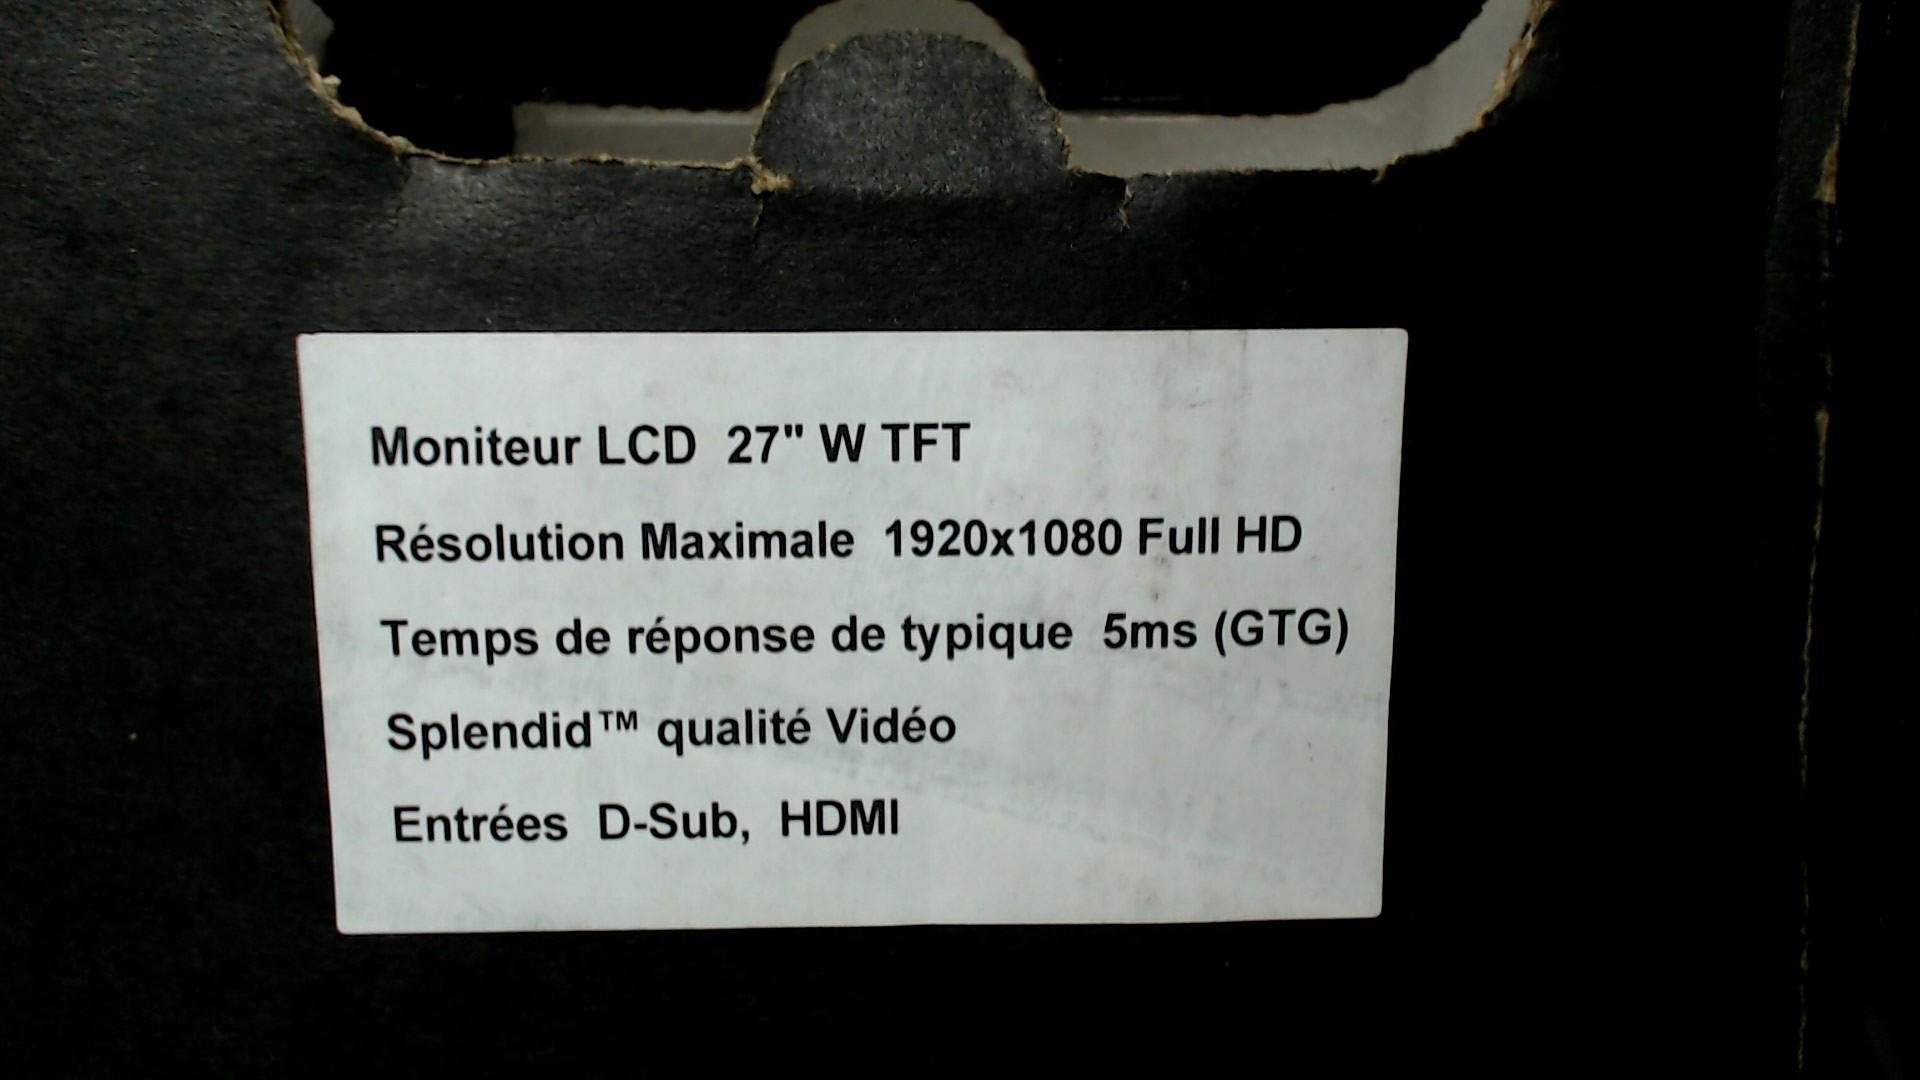 Moniteur LCD 27" W TFT
Résolution Maximale 1920x1080 Full HD
Temps de réponse de typique 5ms (GTG)
Splendid™ qualité Vidéo
Entrées D-Sub, HDMI